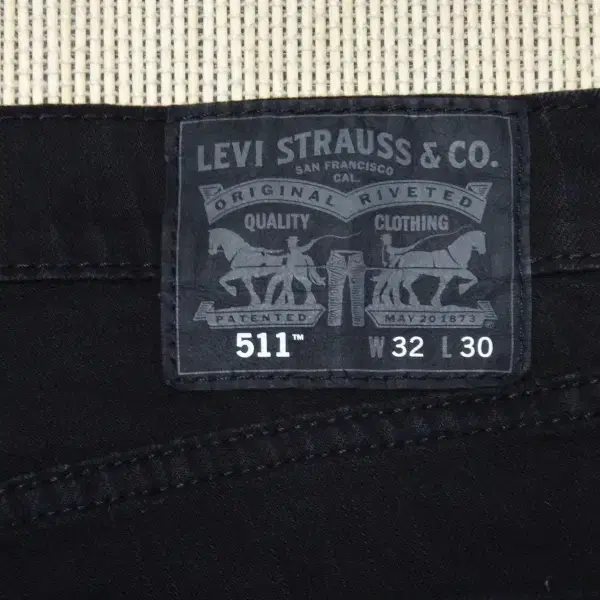 LEVI STRAUSS & CO.
SAN FRANCISCO
CAL.
ORIGINAL RIVETED
QUALITY CLOTHING
PATENTED MAY 20 1873
511™ W 32 L 30